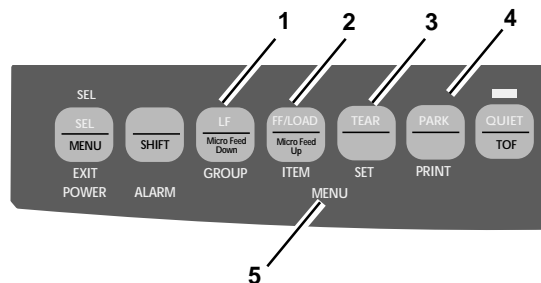 1 2 3 4
SEL
SEL LF FF/LOAD TEAR PARK QUIET
MENU SHIFT Micro Feed Down Micro Feed Up TOF
EXIT GROUP ITEM SET PRINT
POWER ALARM MENU
5